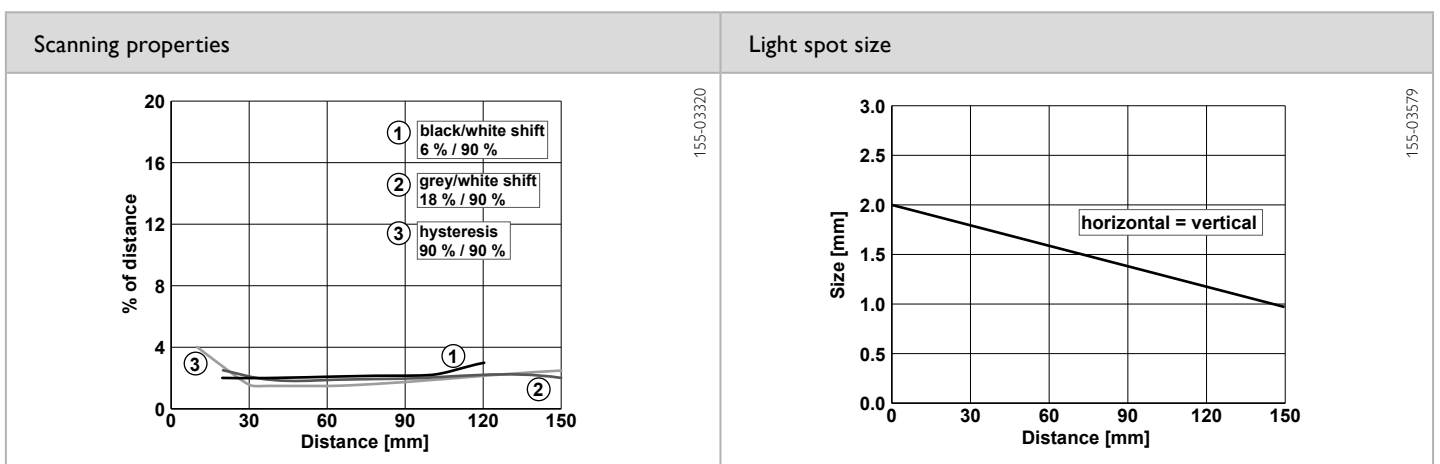 Scanning properties
Light spot size
20
16
12
8
4
0
% of distance
① black/white shift
6 % / 90 %
② grey/white shift
18 % / 90 %
③ hysteresis
90 % / 90 %
③
①
②
0 30 60 90 120 150
Distance [mm]
155-03320
3.0
2.5
2.0
1.5
1.0
0.5
0.0
Size [mm]
horizontal = vertical
0 30 60 90 120 150
Distance [mm]
155-03579